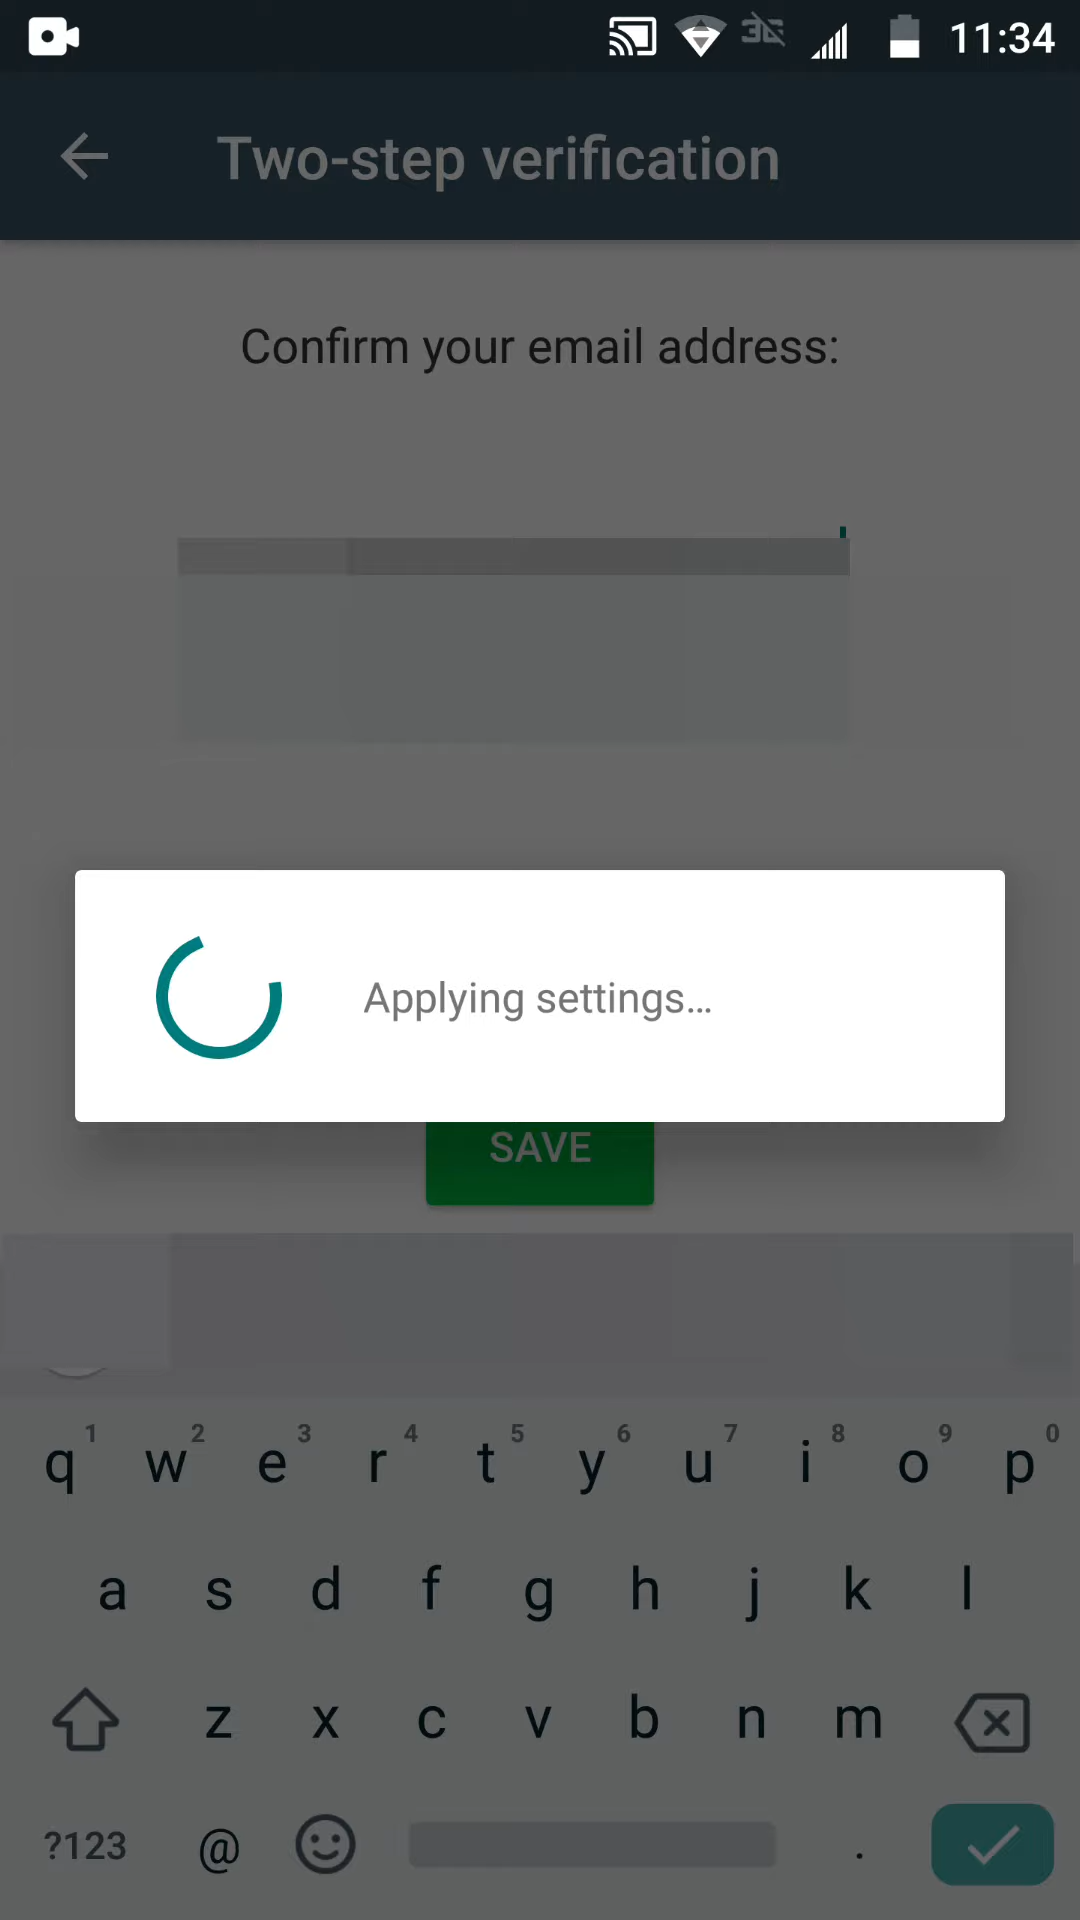 11:34
Two-step verification
Confirm your email address:
Applying settings...
SAVE
q 1 w 2 e 3 r 4 t 5 y 6 u 7 i 8 o 9 p 0
a s d f g h j k l
z x c v b n m
?123 @ .